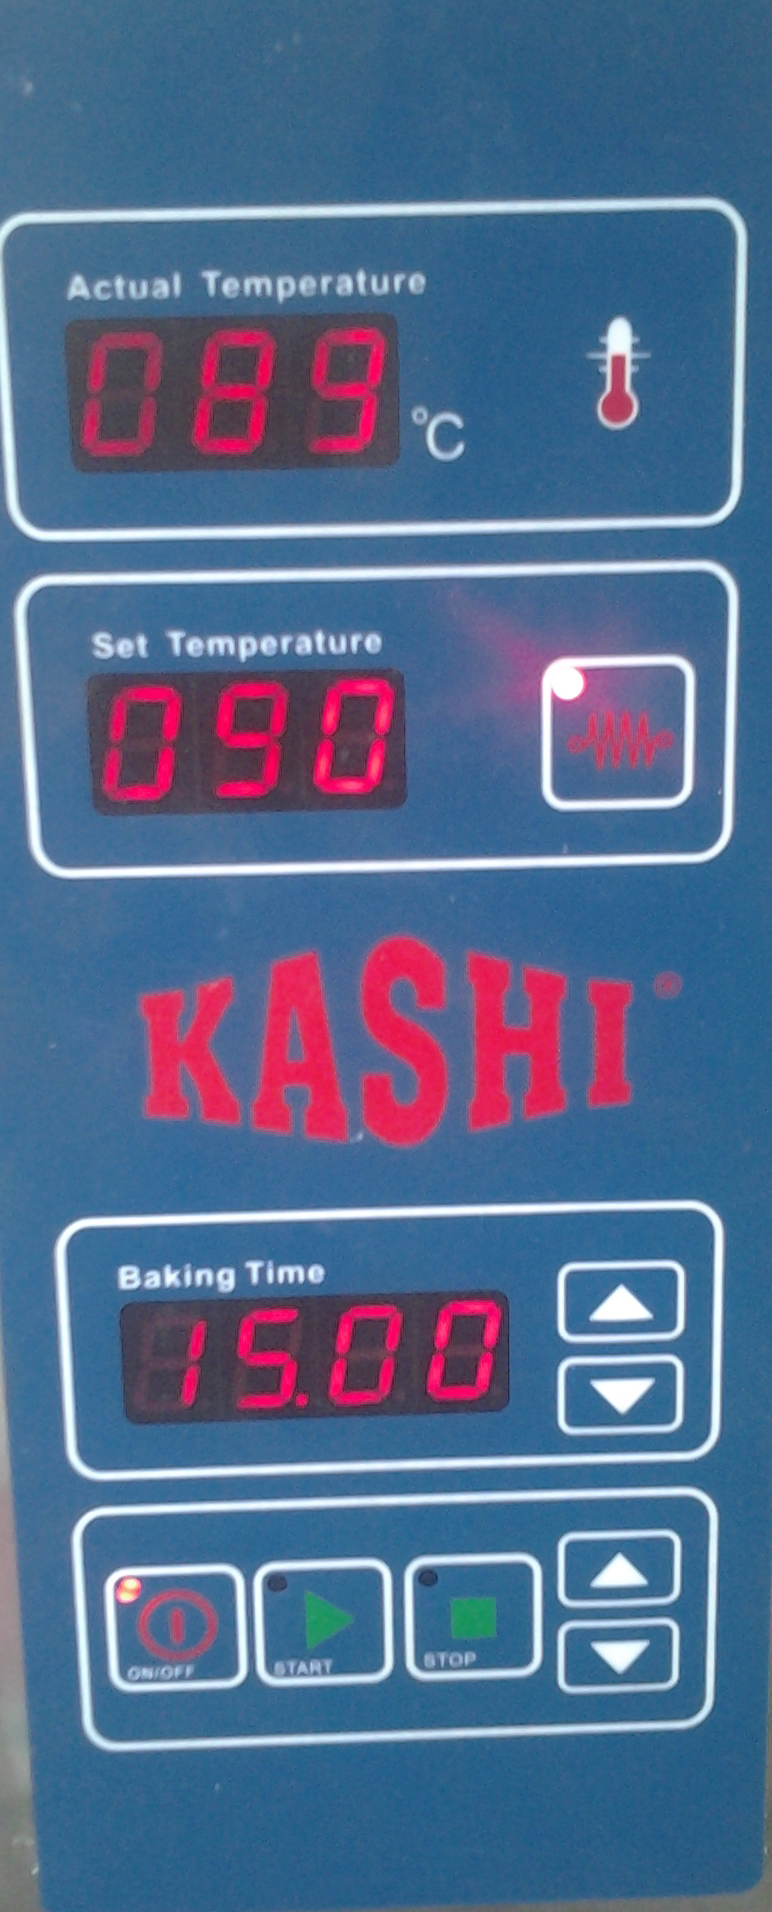 Actual Temperature
089 °C
Set Temperature
090
KASHI®
Baking Time
15.00
ON/OFF START STOP